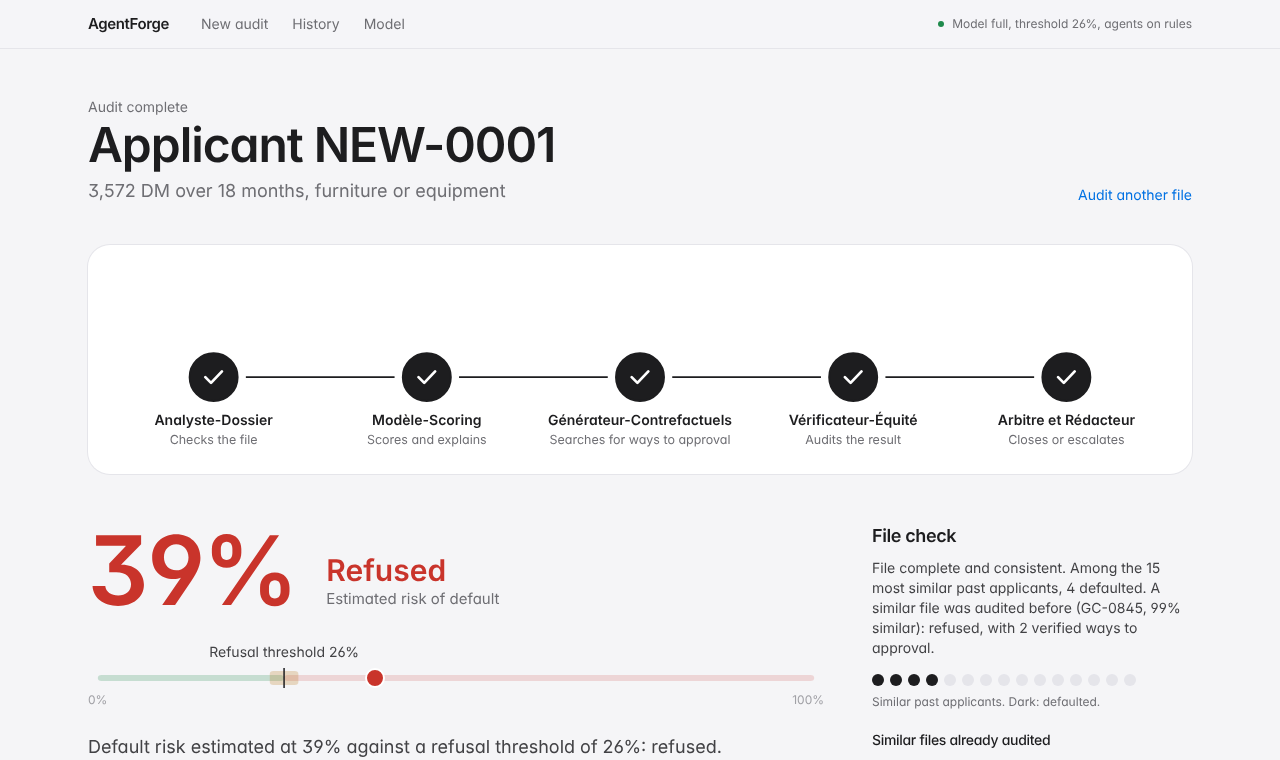 AgentForge New audit History Model
Model full, threshold 26%, agents on rules
Audit complete
Applicant NEW-0001
3,572 DM over 18 months, furniture or equipment
Audit another file
Analyste-Dossier
Checks the file
Modèle-Scoring
Scores and explains
Générateur-Contrefactuels
Searches for ways to approval
Vérificateur-Équité
Audits the result
Arbitre et Rédacteur
Closes or escalates
39%
Refused
Estimated risk of default
Refusal threshold 26%
0% 100%
Default risk estimated at 39% against a refusal threshold of 26%: refused.
File check
File complete and consistent. Among the 15
most similar past applicants, 4 defaulted. A
similar file was audited before (GC-0845, 99%
similar): refused, with 2 verified ways to
approval.
Similar past applicants. Dark: defaulted.
Similar files already audited